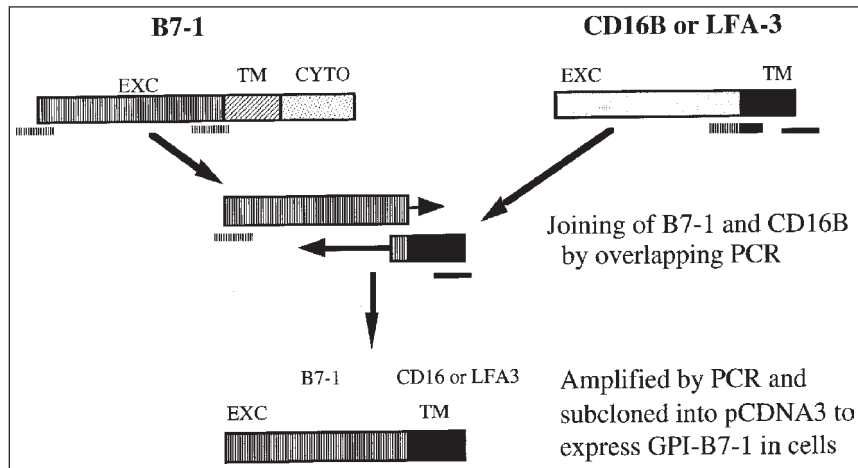 B7-1
CD16B or LFA-3
EXC
TM
CYTO
EXC
TM
Joining of B7-1 and CD16B
by overlapping PCR
B7-1
CD16 or LFA3
EXC
TM
Amplified by PCR and
subcloned into pCDNA3 to
express GPI-B7-1 in cells